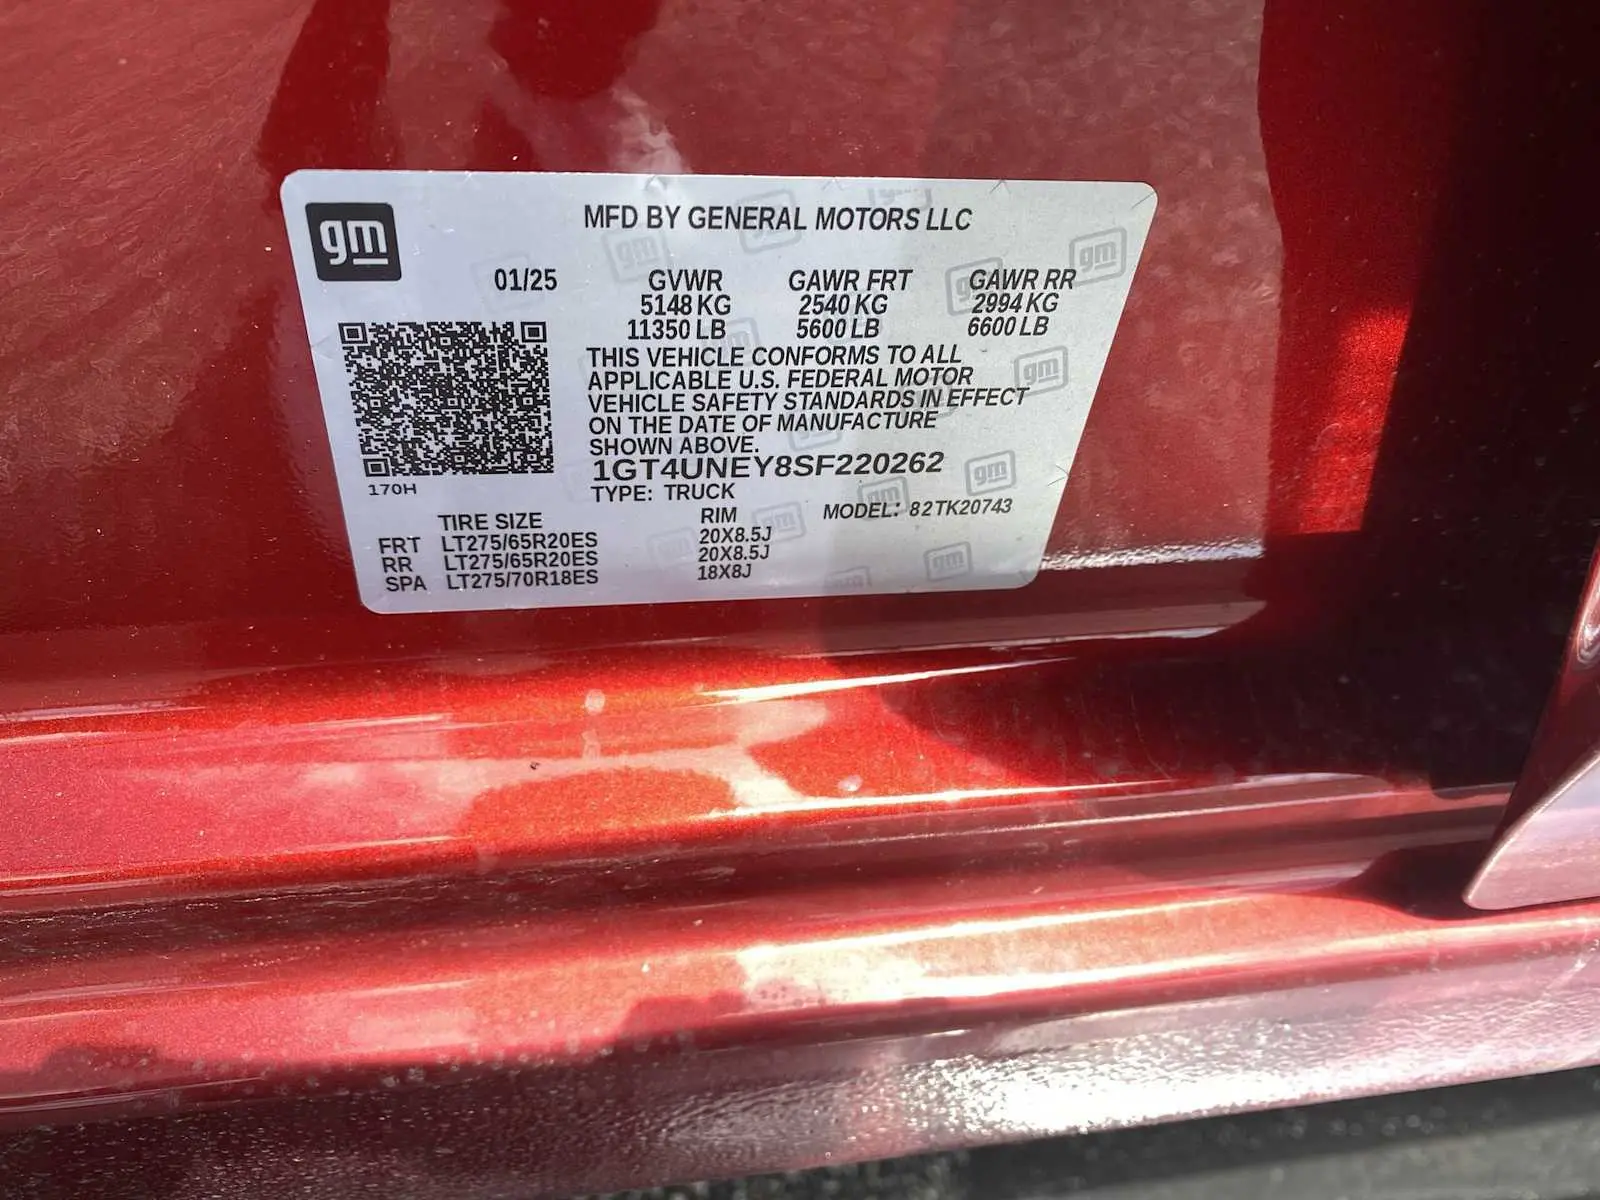 gm
MFD BY GENERAL MOTORS LLC
01/25 GVWR GAWR FRT GAWR RR
5148 KG 2540 KG 2994 KG
11350 LB 5600 LB 6600 LB
THIS VEHICLE CONFORMS TO ALL
APPLICABLE U.S. FEDERAL MOTOR
VEHICLE SAFETY STANDARDS IN EFFECT
ON THE DATE OF MANUFACTURE
SHOWN ABOVE.
1GT4UNEY8SF220262
170H
TYPE: TRUCK
MODEL: 82TK20743
TIRE SIZE RIM
FRT LT275/65R20ES 20X8.5J
RR LT275/65R20ES 20X8.5J
SPA LT275/70R18ES 18X8J